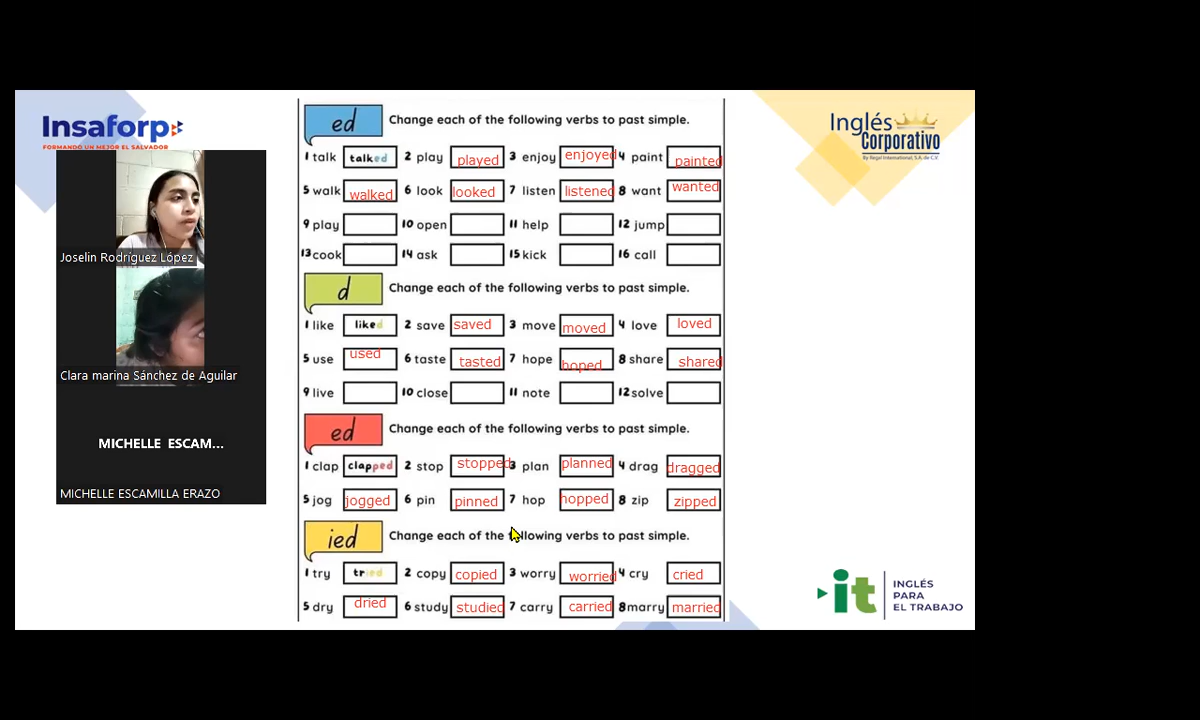 Insaforp
FORMANDO UN MEJOR EL SALVADOR
Inglés
Corporativo
By Regal International, S.A. de C.V.
Joselin Rodríguez López
Clara marina Sánchez de Aguilar
MICHELLE ESCAM...
MICHELLE ESCAMILLA ERAZO
ed Change each of the following verbs to past simple.
1 talk talked 2 play played 3 enjoy enjoyed 4 paint painted
5 walk walked 6 look looked 7 listen listened 8 want wanted
9 play 10 open 11 help 12 jump
13 cook 14 ask 15 kick 16 call
d Change each of the following verbs to past simple.
1 like liked 2 save saved 3 move moved 4 love loved
5 use used 6 taste tasted 7 hope hoped 8 share shared
9 live 10 close 11 note 12 solve
ed Change each of the following verbs to past simple.
1 clap clapped 2 stop stopped 3 plan planned 4 drag dragged
5 jog jogged 6 pin pinned 7 hop hopped 8 zip zipped
ied Change each of the following verbs to past simple.
1 try tried 2 copy copied 3 worry worried 4 cry cried
5 dry dried 6 study studied 7 carry carried 8 marry married
it
INGLÉS
PARA
EL TRABAJO